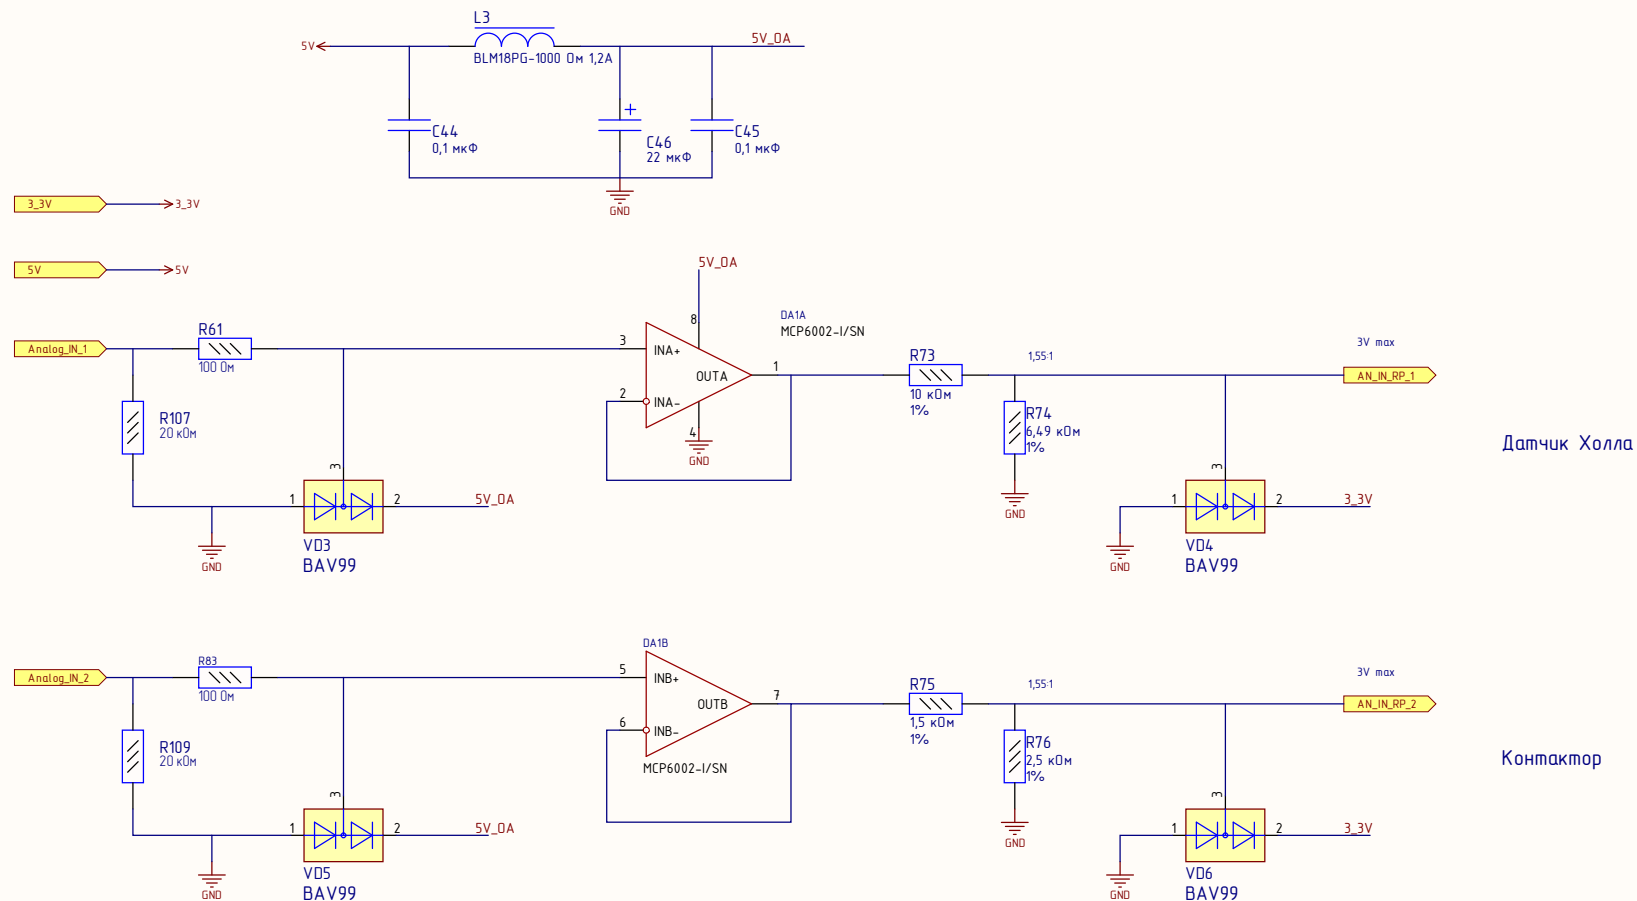 L3
5V
5V_OA
BLM18PG-1000 Ом 1,2А
C44
0,1 мкФ
C46
22 мкФ
C45
0,1 мкФ
GND
3_3V
3_3V
5V
5V
5V_OA
8
DA1A
MCP6002-I/SN
Analog_IN_1
R61
100 Ом
3
INA+
OUTA
1
2
INA-
4
GND
R73
10 кОм
1%
1,55:1
3V max
AN_IN_RP_1
R107
20 кОм
R74
6,49 кОм
1%
GND
Датчик Холла
3
1
2
5V_OA
VD3
BAV99
GND
3
1
2
3_3V
VD4
BAV99
GND
DA1B
Analog_IN_2
R83
100 Ом
5
INB+
OUTB
7
6
INB-
MCP6002-I/SN
R75
1,5 кОм
1%
1,55:1
3V max
AN_IN_RP_2
R109
20 кОм
R76
2,5 кОм
1%
GND
Контактор
3
1
2
5V_OA
VD5
BAV99
GND
3
1
2
3_3V
VD6
BAV99
GND